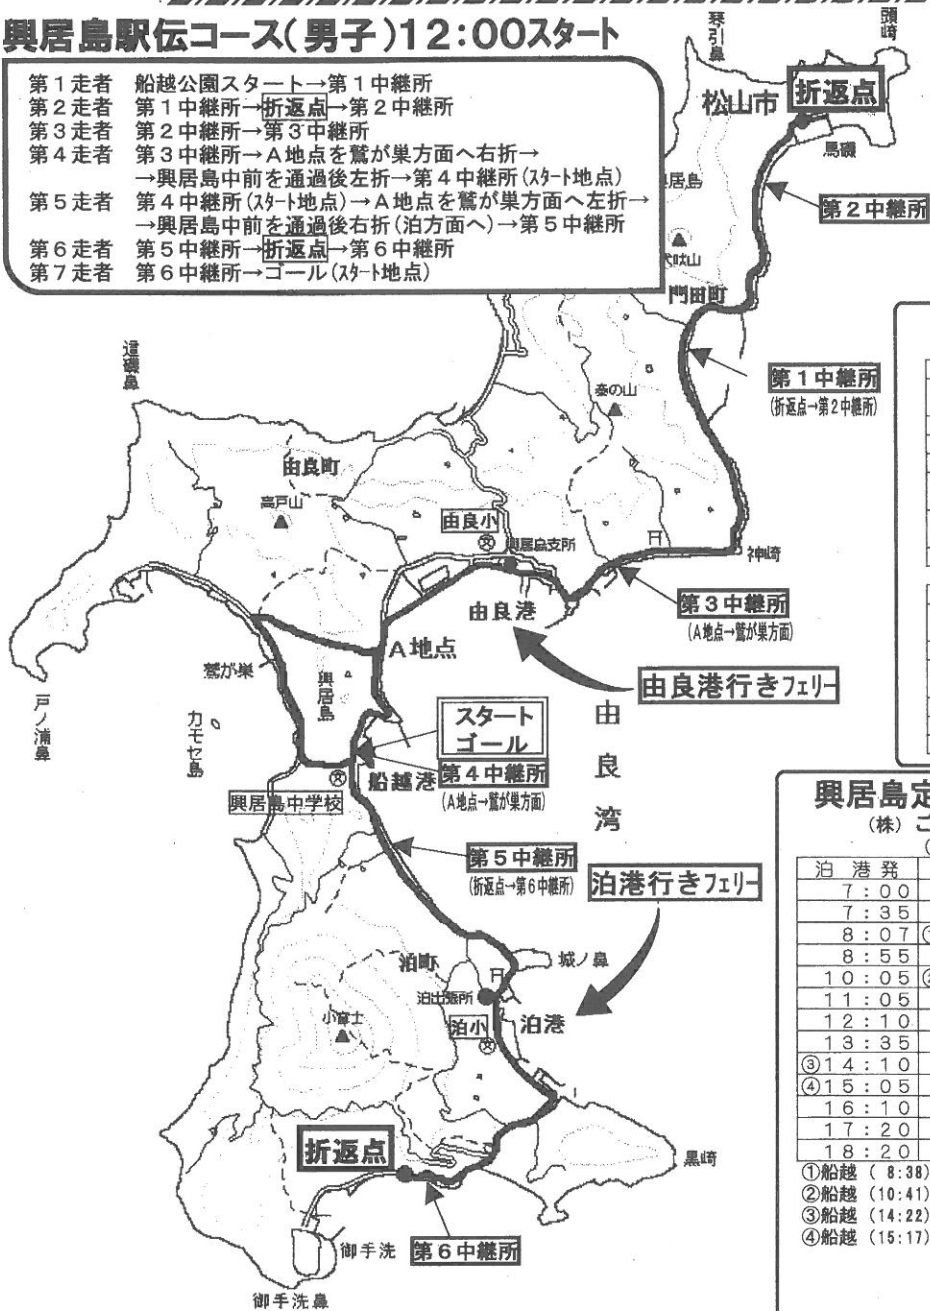 興居島駅伝コース(男子)12:00スタート
第1走者 船越公園スタート→第1中継所
第2走者 第1中継所→折返点→第2中継所
第3走者 第2中継所→第3中継所
第4走者 第3中継所→A地点を鷲が巣方面へ右折→
→興居島中前を通過後左折→第4中継所(スタート地点)
第5走者 第4中継所(スタート地点)→A地点を鷲が巣方面へ左折→
→興居島中前を通過後右折(泊方面へ)→第5中継所
第6走者 第5中継所→折返点→第6中継所
第7走者 第6中継所→ゴール(スタート地点)
琴引鼻
頭崎
松山市
折返点
馬磯
居島
第2中継所
犬吠山
門田町
第1中継所
(折返点→第2中継所)
泰の山
由良町
高戸山
由良小
興居島支所
神崎
第3中継所
(A地点→鷲が巣方面)
由良港
A地点
由良港行きフェリー
鷲が巣
興居島
戸ノ浦鼻
カモセ島
スタート
ゴール
由良湾
船越港
第4中継所
(A地点→鷲が巣方面)
興居島中学校
第5中継所
(折返点→第6中継所)
泊港行きフェリー
泊町
城ノ鼻
泊出張所
泊小
泊港
小富士
折返点
黒崎
御手洗
第6中継所
御手洗鼻
興居島定
(株)ご
(
泊港発
7:00
7:35
8:07
8:55
10:05
11:05
12:10
13:35
③14:10
④15:05
16:10
17:20
18:20
①船越 (8:38)
②船越 (10:41)
③船越 (14:22)
④船越 (15:17)